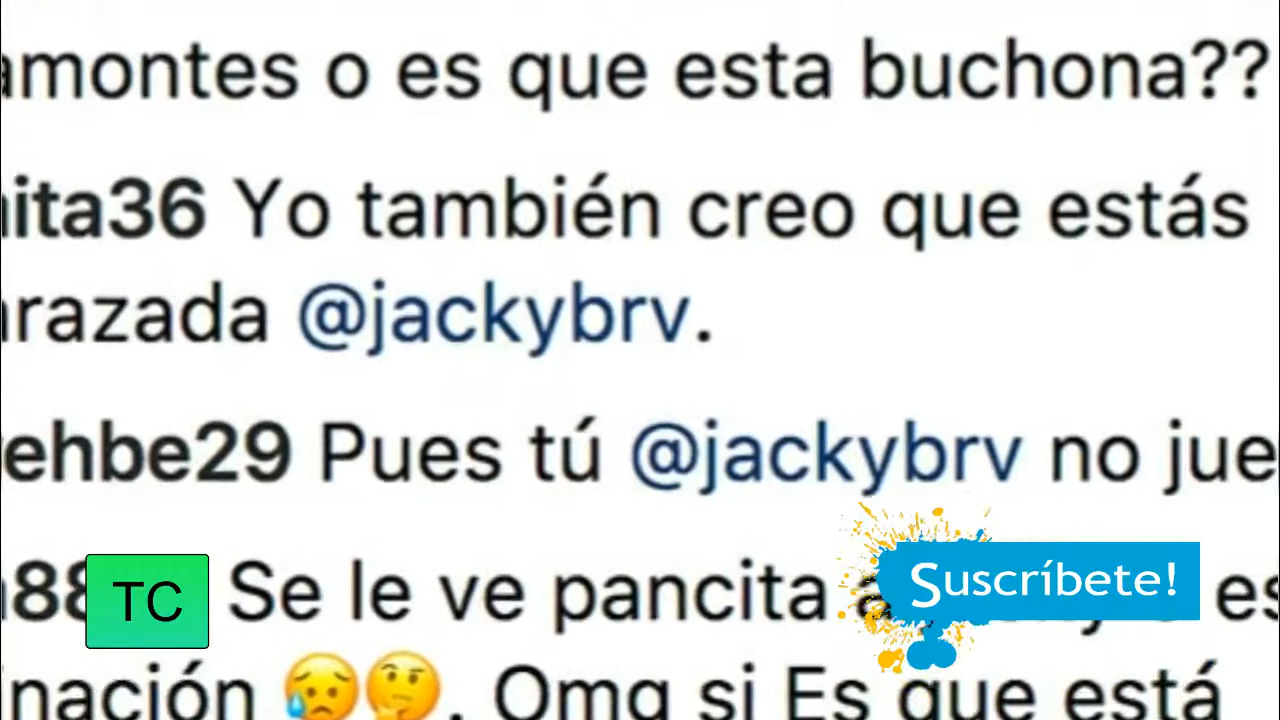 amontes o es que esta buchona??
ita36 Yo también creo que estás
razada @jackybrv.
ehbe29 Pues tú @jackybrv no jue
88 Se le ve pancita es
TC
Suscríbete!
nación 😥🤔. Omg si Es que está